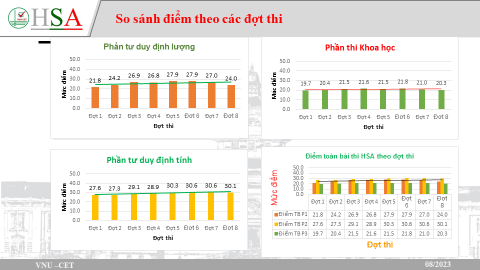 HSA
So sánh điểm theo các đợt thi
Phần tư duy định lượng
Mức điểm
50.0
40.0
30.0
20.0
10.0
0.0
21.8 24.2 26.9 26.8 27.9 27.9 27.0 24.0
Đợt 1 Đợt 2 Đợt 3 Đợt 4 Đợt 5 Đợt 6 Đợt 7 Đợt 8
Đợt thi
Phần thi Khoa học
Mức điểm
50.0
40.0
30.0
20.0
10.0
0.0
19.7 20.4 21.5 21.6 21.5 21.8 21.0 20.3
Đợt 1 Đợt 2 Đợt 3 Đợt 4 Đợt 5 Đợt 6 Đợt 7 Đợt 8
Đợt thi
Phần tư duy định tính
Mức điểm
50.0
40.0
30.0
20.0
10.0
0.0
27.6 27.3 29.1 28.9 30.3 30.6 30.6 30.1
Đợt 1 Đợt 2 Đợt 3 Đợt 4 Đợt 5 Đợt 6 Đợt 7 Đợt 8
Đợt thi
Điểm toàn bài thi HSA theo đợt thi
Mức điểm
50.0
40.0
30.0
20.0
10.0
0.0
Đợt 1 Đợt 2 Đợt 3 Đợt 4 Đợt 5 Đợt 6 Đợt 7 Đợt 8
Điểm TB P1 21.8 24.2 26.9 26.8 27.9 27.9 27.0 24.0
Điểm TB P2 27.6 27.3 29.1 28.9 30.3 30.6 30.6 30.1
Điểm TB P3 19.7 20.4 21.5 21.6 21.5 21.8 21.0 20.3
Đợt thi
VNU –CET
08/2023